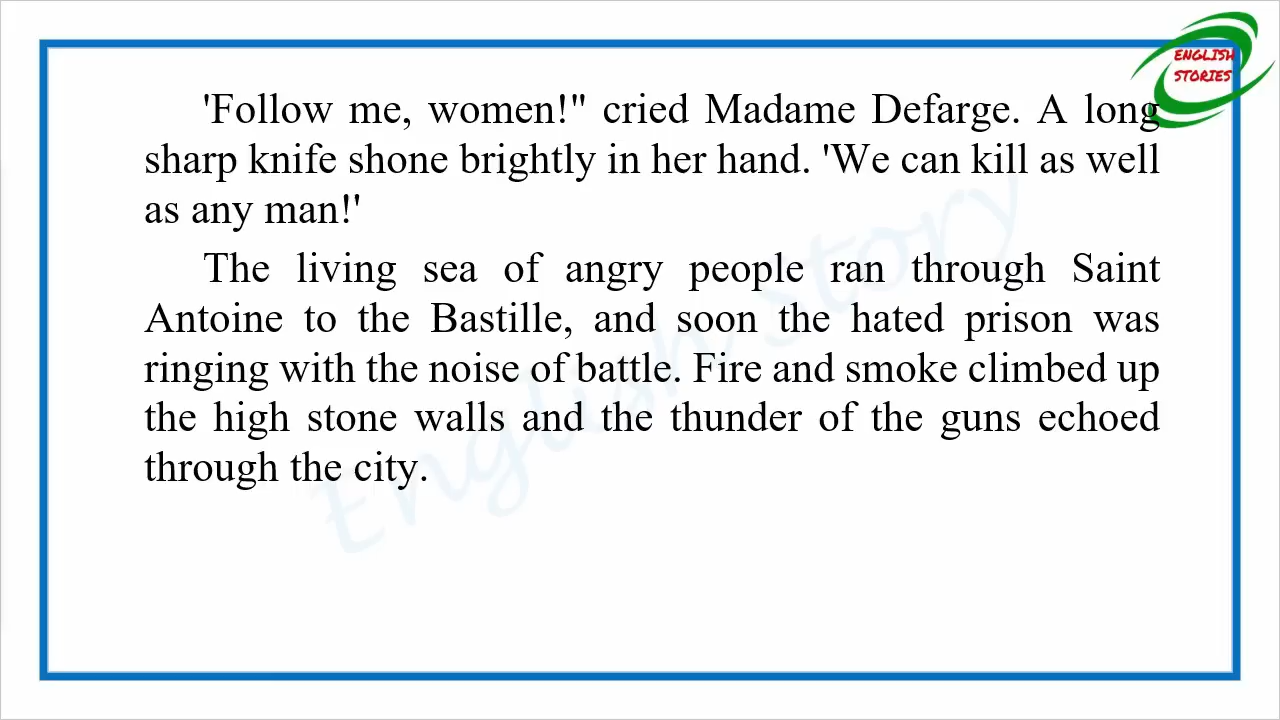 ENGLISH
STORIES
'Follow me, women!" cried Madame Defarge. A long
sharp knife shone brightly in her hand. 'We can kill as well
as any man!'
The living sea of angry people ran through Saint
Antoine to the Bastille, and soon the hated prison was
ringing with the noise of battle. Fire and smoke climbed up
the high stone walls and the thunder of the guns echoed
through the city.
English Story